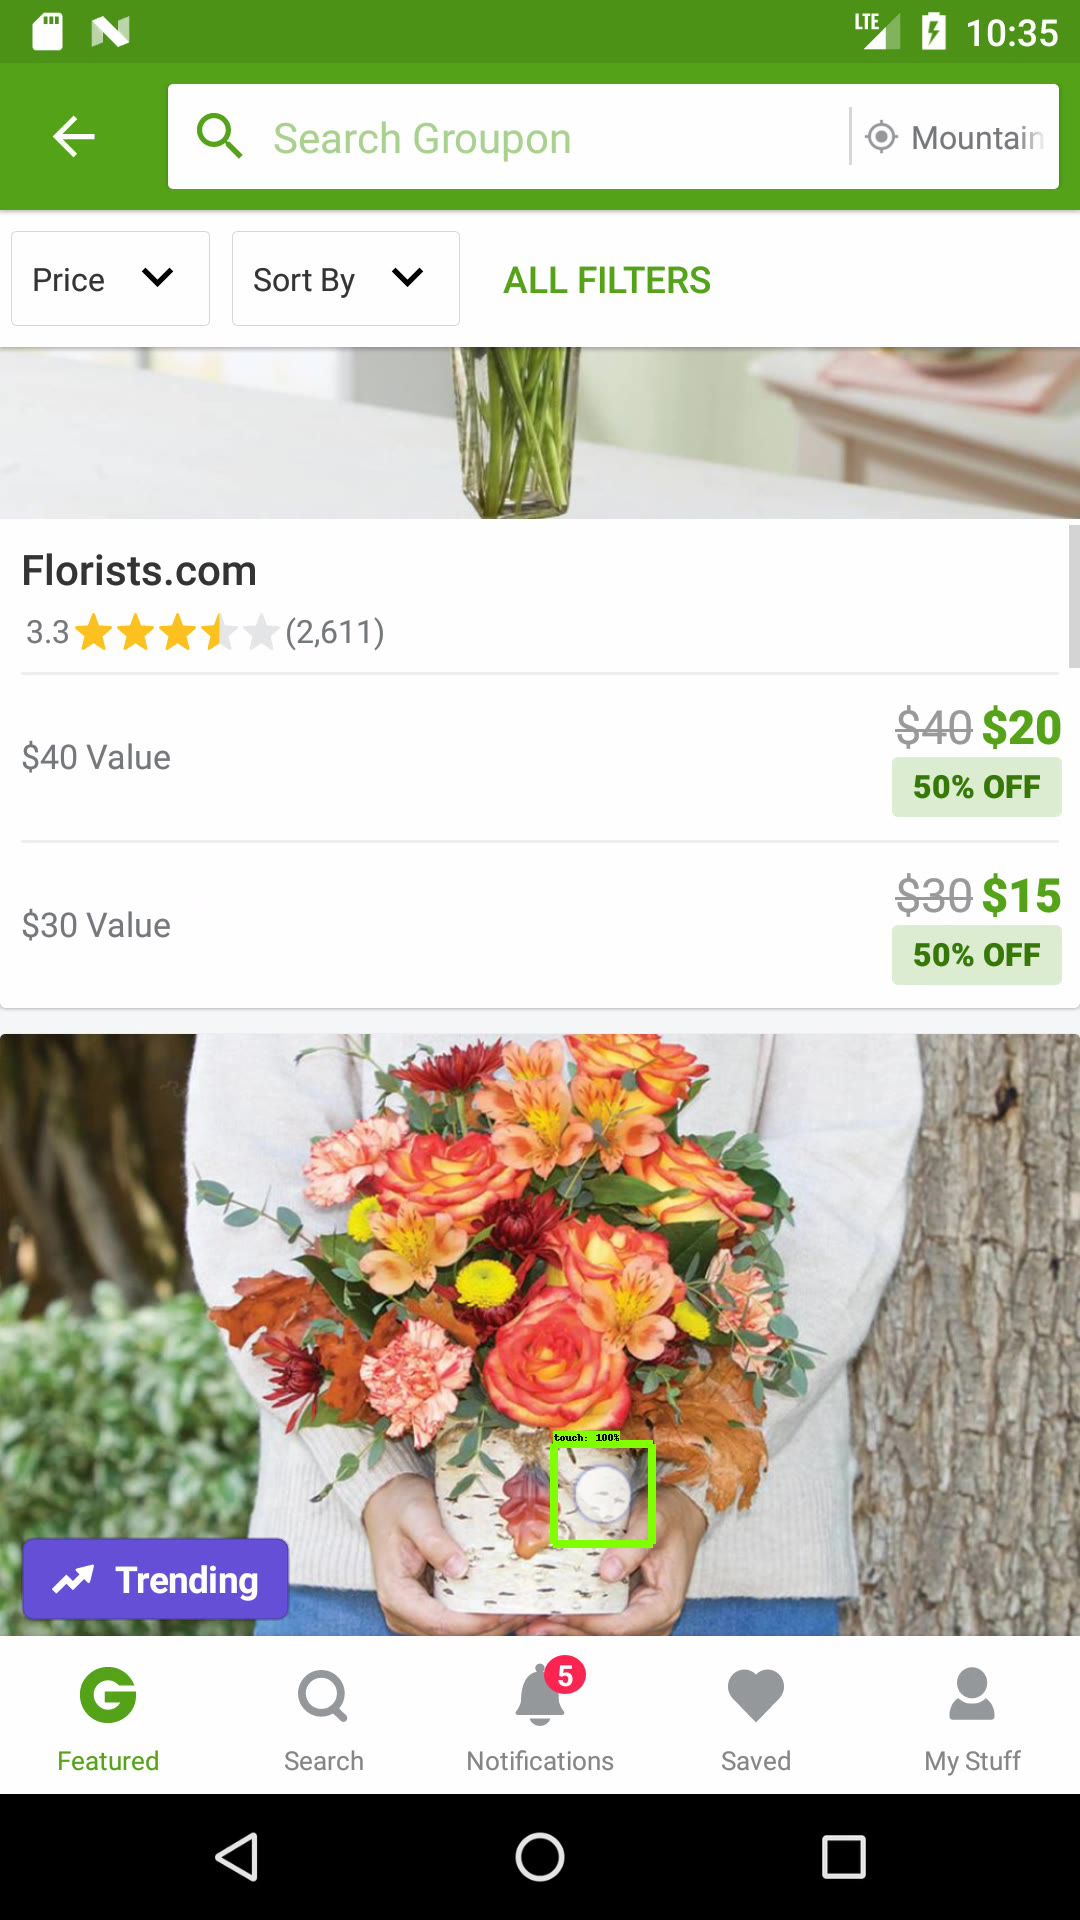 LTE 10:35
Search Groupon Mountain
Price Sort By ALL FILTERS
Florists.com
3.3 (2,611)
$40 $20
$40 Value
50% OFF
$30 $15
$30 Value
50% OFF
touch: 100%
Trending
5
Featured Search Notifications Saved My Stuff